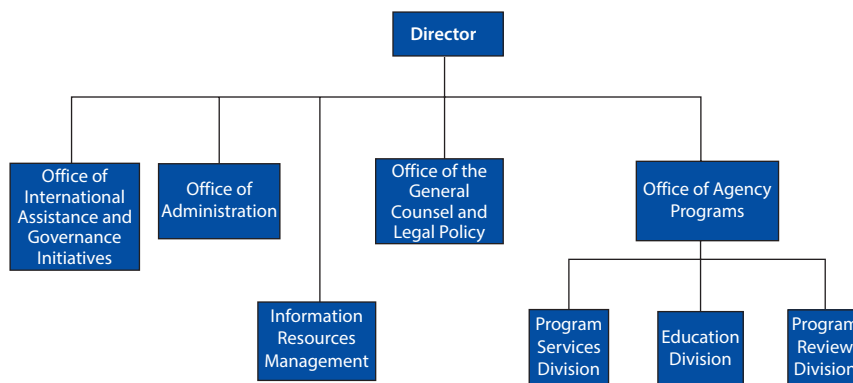 Director
Office of
International
Assistance and
Governance
Initiatives
Office of
Administration
Office of the
General
Counsel and
Legal Policy
Office of Agency
Programs
Information
Resources
Management
Program
Services
Division
Education
Division
Program
Review
Division